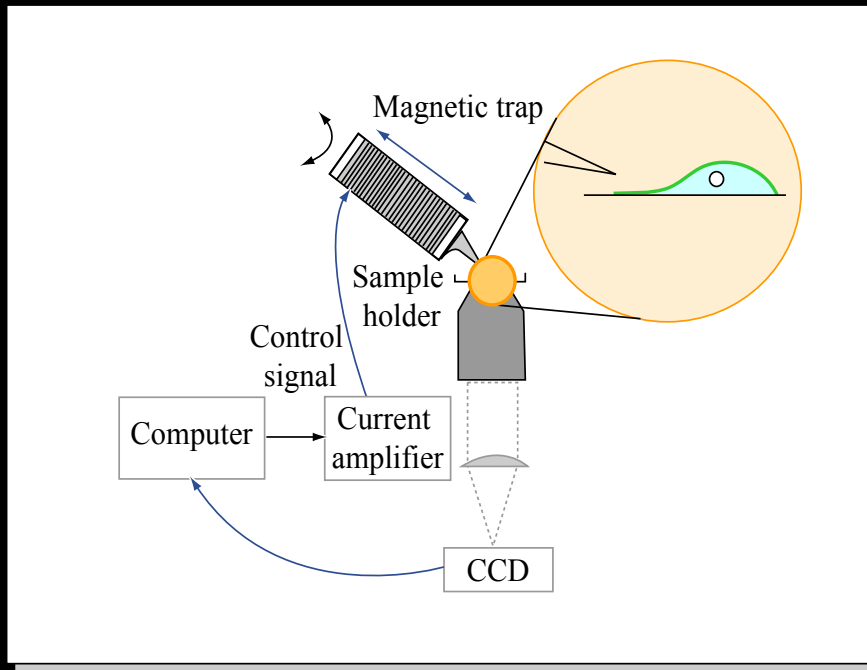 Magnetic trap
Sample
holder
Control
signal
Computer
Current
amplifier
CCD